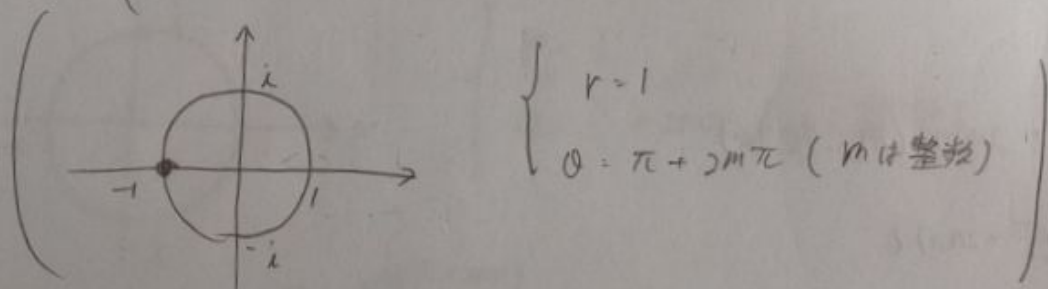 i
r = 1
-1
1
θ = π + 2mπ (mは整数)
-i